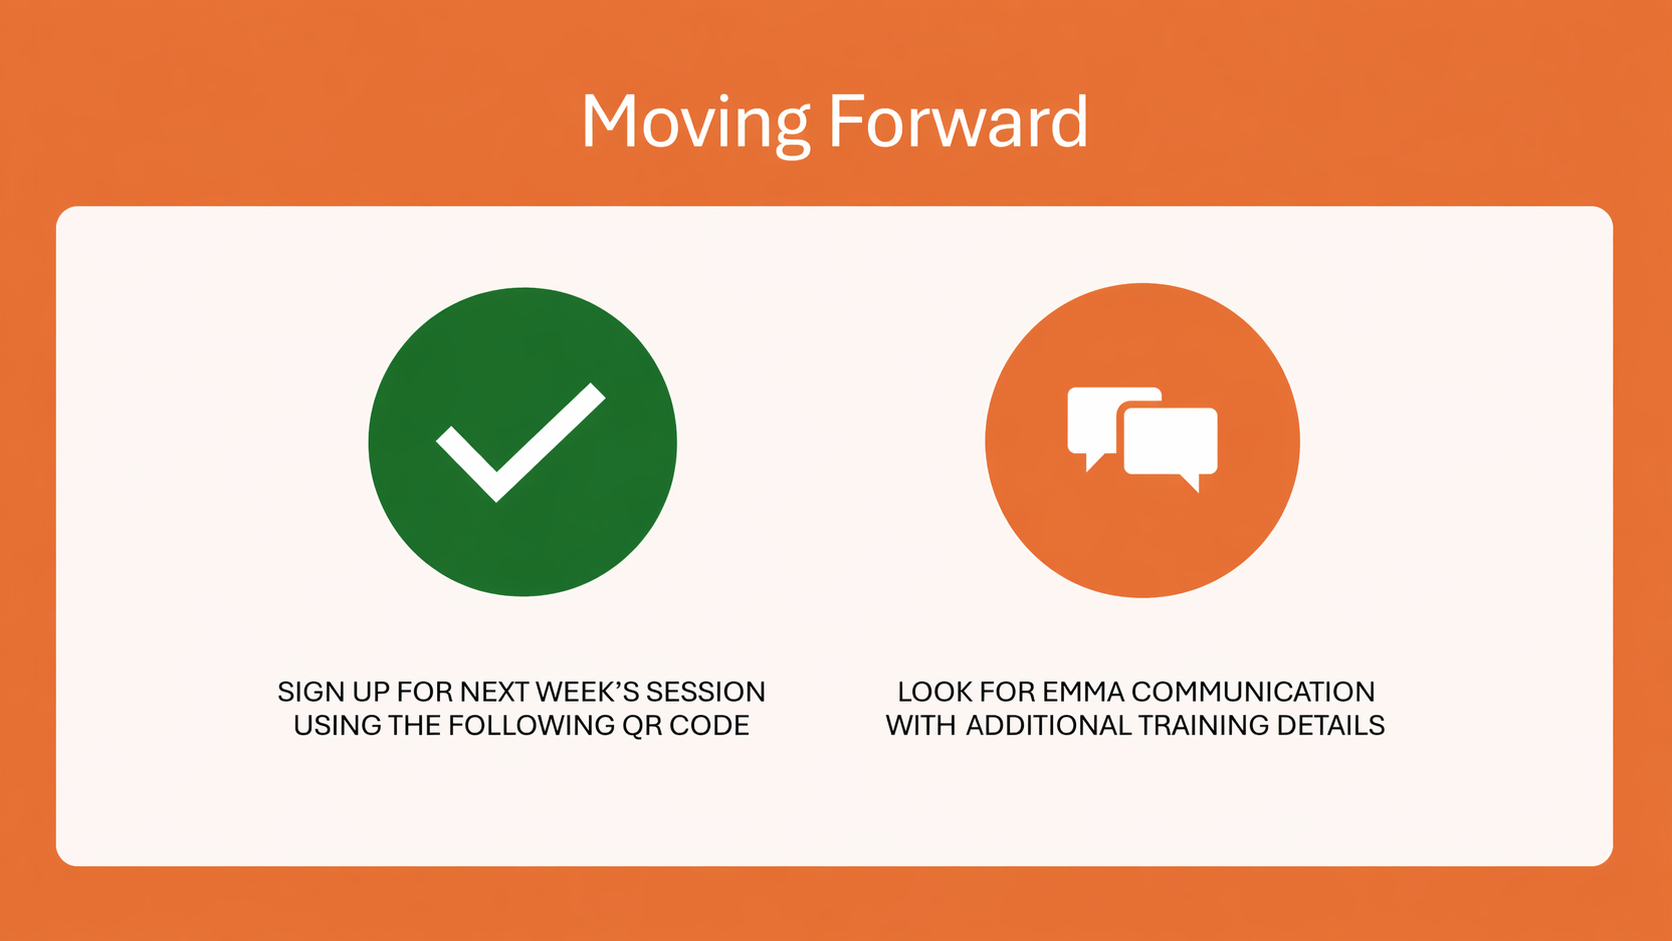 Moving Forward
SIGN UP FOR NEXT WEEK’S SESSION
USING THE FOLLOWING QR CODE
LOOK FOR EMMA COMMUNICATION
WITH ADDITIONAL TRAINING DETAILS